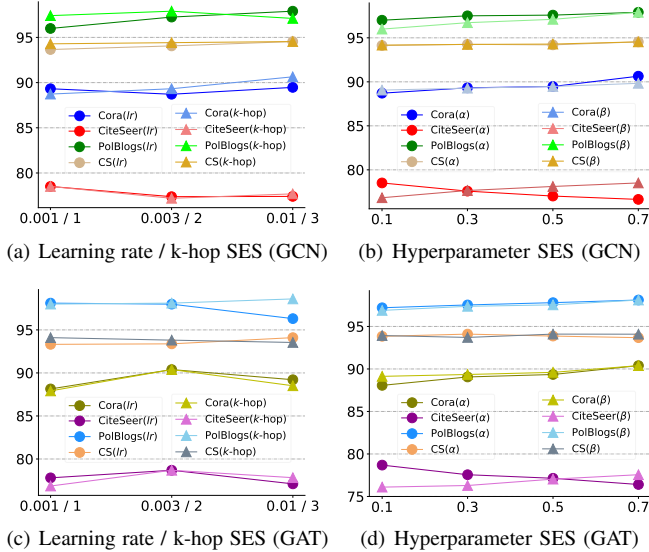 95
90
85
80
Cora(lr)
CiteSeer(lr)
PolBlogs(lr)
CS(lr)
Cora(k-hop)
CiteSeer(k-hop)
PolBlogs(k-hop)
CS(k-hop)
0.001 / 1
0.003 / 2
0.01 / 3
(a) Learning rate / k-hop SES (GCN)
95
90
85
80
Cora(α)
CiteSeer(α)
PolBlogs(α)
CS(α)
Cora(β)
CiteSeer(β)
PolBlogs(β)
CS(β)
0.1
0.3
0.5
0.7
(b) Hyperparameter SES (GCN)
95
90
85
80
Cora(lr)
CiteSeer(lr)
PolBlogs(lr)
CS(lr)
Cora(k-hop)
CiteSeer(k-hop)
PolBlogs(k-hop)
CS(k-hop)
0.001 / 1
0.003 / 2
0.01 / 3
(c) Learning rate / k-hop SES (GAT)
95
90
85
80
75
Cora(α)
CiteSeer(α)
PolBlogs(α)
CS(α)
Cora(β)
CiteSeer(β)
PolBlogs(β)
CS(β)
0.1
0.3
0.5
0.7
(d) Hyperparameter SES (GAT)